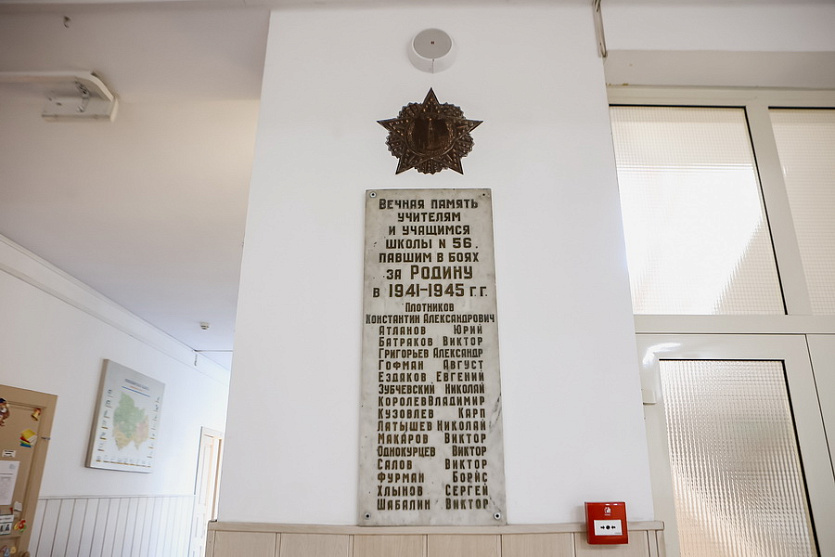 ВЕЧНАЯ ПАМЯТЬ
УЧИТЕЛЯМ
И УЧАЩИМСЯ
ШКОЛЫ N 56.
ПАВШИМ В БОЯХ
ЗА РОДИНУ
В 1941-1945 Г.Г.
ПЛОТНИКОВ
КОНСТАНТИН АЛЕКСАНДРОВИЧ
АТЛАНОВ ЮРИЙ
БАТРАКОВ ВИКТОР
ГРИГОРЬЕВ АЛЕКСАНДР
ГОФМАН АВГУСТ
ЕЗДАКОВ ЕВГЕНИЙ
ЗУБЧЕВСКИЙ НИКОЛАЙ
КОРОЛЕВ ВЛАДИМИР
КУЗОВЛЕВ КАРП
ЛАТЫШЕВ НИКОЛАЙ
МАКАРОВ ВИКТОР
ОДНОКУРЦЕВ ВИКТОР
САЛОВ ВИКТОР
ФУРМАН БОРИС
ХЛЫНОВ СЕРГЕЙ
ШАБАЛИН ВИКТОР